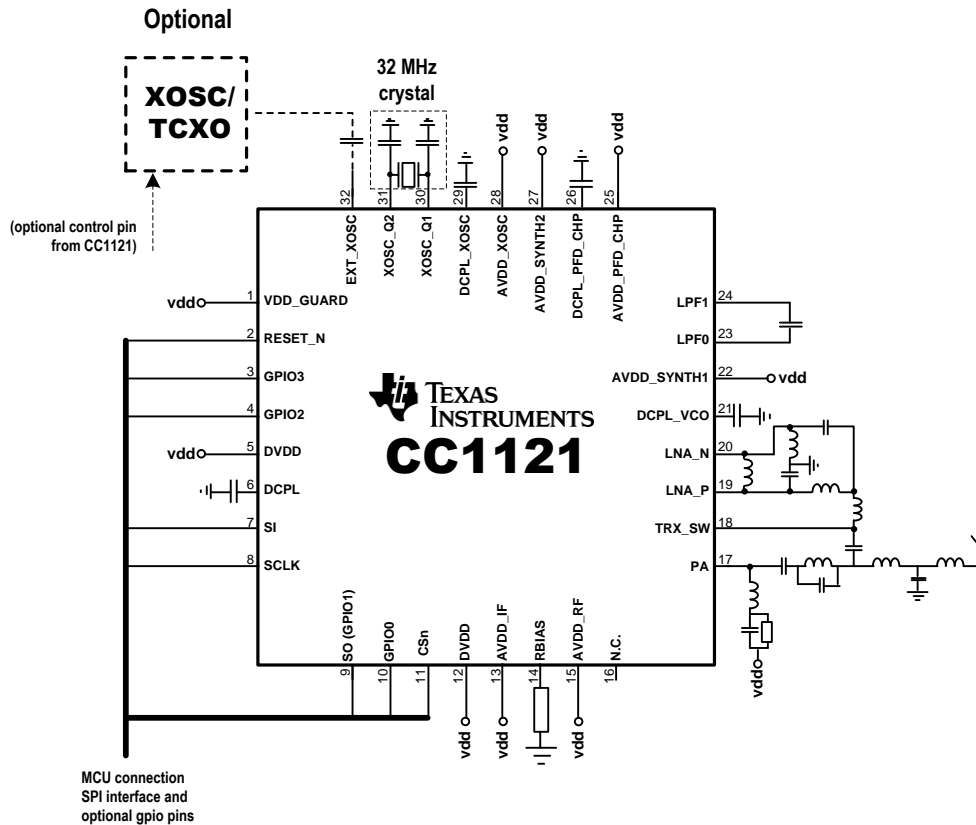 Optional
XOSC/
TCXO
32 MHz
crystal
(optional control pin
from CC1121)
32
31
30
29
28
27
26
25
vdd
vdd
vdd
EXT_XOSC
XOSC_Q2
XOSC_Q1
DCPL_XOSC
AVDD_XOSC
AVDD_SYNTH2
DCPL_PFD_CHP
AVDD_PFD_CHP
vdd 1 VDD_GUARD
2 RESET_N
3 GPIO3
4 GPIO2
vdd 5 DVDD
6 DCPL
7 SI
8 SCLK
LPF1 24
LPF0 23
AVDD_SYNTH1 22 vdd
DCPL_VCO 21
LNA_N 20
LNA_P 19
TRX_SW 18
PA 17
TEXAS
INSTRUMENTS
CC1121
SO (GPIO1)
GPIO0
CSn
DVDD
AVDD_IF
RBIAS
AVDD_RF
N.C.
9
10
11
12
13
14
15
16
vdd
vdd
vdd
vdd
MCU connection
SPI interface and
optional gpio pins